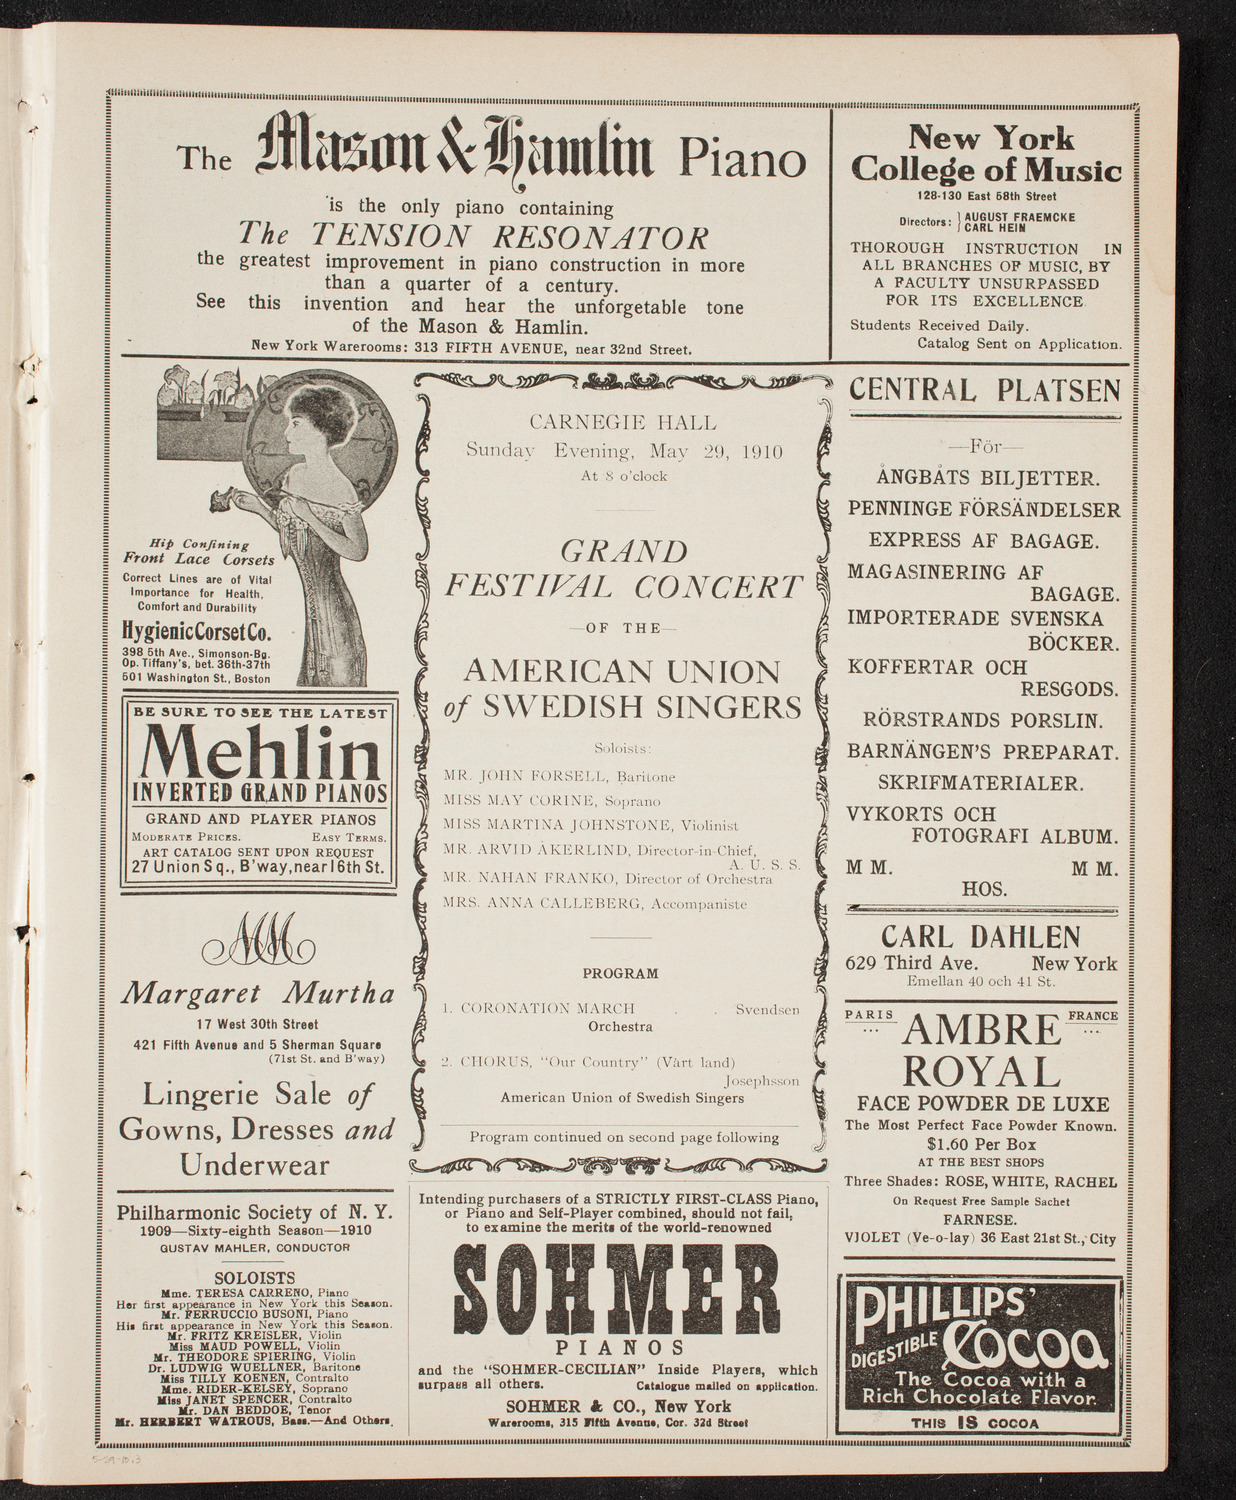 The Mason & Hamlin Piano
is the only piano containing
The TENSION RESONATOR
the greatest improvement in piano construction in more
than a quarter of a century.
See this invention and hear the unforgetable tone
of the Mason & Hamlin.
New York Warerooms: 313 FIFTH AVENUE, near 32nd Street.
New York
College of Music
128-130 East 58th Street
Directors: } AUGUST FRAEMCKE
CARL HEIN
THOROUGH INSTRUCTION IN
ALL BRANCHES OF MUSIC, BY
A FACULTY UNSURPASSED
FOR ITS EXCELLENCE.
Students Received Daily.
Catalog Sent on Application.
Hip Confining
Front Lace Corsets
Correct Lines are of Vital
Importance for Health,
Comfort and Durability
Hygienic Corset Co.
398 5th Ave., Simonson-Bg.
Op. Tiffany's, bet. 36th-37th
501 Washington St., Boston
BE SURE TO SEE THE LATEST
Mehlin
INVERTED GRAND PIANOS
GRAND AND PLAYER PIANOS
MODERATE PRICES. EASY TERMS.
ART CATALOG SENT UPON REQUEST
27 Union Sq., B'way, near 16th St.
MM
Margaret Murtha
17 West 30th Street
421 Fifth Avenue and 5 Sherman Square
(71st St. and B'way)
Lingerie Sale of
Gowns, Dresses and
Underwear
Philharmonic Society of N. Y.
1909—Sixty-eighth Season—1910
GUSTAV MAHLER, CONDUCTOR
SOLOISTS
Mme. TERESA CARRENO, Piano
Her first appearance in New York this Season.
Mr. FERRUCCIO BUSONI, Piano
His first appearance in New York this Season.
Mr. FRITZ KREISLER, Violin
Miss MAUD POWELL, Violin
Mr. THEODORE SPIERING, Violin
Dr. LUDWIG WUELLNER, Baritone
Miss TILLY KOENEN, Contralto
Mme. RIDER-KELSEY, Soprano
Miss JANET SPENCER, Contralto
Mr. DAN BEDDOE, Tenor
Mr. HERBERT WATROUS, Bass.—And Others.
CARNEGIE HALL
Sunday Evening, May 29, 1910
At 8 o'clock
GRAND
FESTIVAL CONCERT
—OF THE—
AMERICAN UNION
of SWEDISH SINGERS
Soloists:
MR. JOHN FORSELL, Baritone
MISS MAY CORINE, Soprano
MISS MARTINA JOHNSTONE, Violinist
MR. ARVID ÅKERLIND, Director-in-Chief,
A. U. S. S.
MR. NAHAN FRANKO, Director of Orchestra
MRS. ANNA CALLEBERG, Accompaniste
PROGRAM
1. CORONATION MARCH . . Svendsen
Orchestra
2. CHORUS, "Our Country" (Vårt land)
Josephsson
American Union of Swedish Singers
Program continued on second page following
Intending purchasers of a STRICTLY FIRST-CLASS Piano,
or Piano and Self-Player combined, should not fail,
to examine the merits of the world-renowned
SOHMER
PIANOS
and the "SOHMER-CECILIAN" Inside Players, which
surpass all others. Catalogue mailed on application.
SOHMER & CO., New York
Warerooms, 315 Fifth Avenue, Cor. 32d Street
CENTRAL PLATSEN
—För—
ÅNGBÅTS BILJETTER.
PENNINGE FÖRSÄNDELSER
EXPRESS AF BAGAGE.
MAGASINERING AF
BAGAGE.
IMPORTERADE SVENSKA
BÖCKER.
KOFFERTAR OCH
RESGODS.
RÖRSTRANDS PORSLIN.
BARNÄNGEN'S PREPARAT.
SKRIFMATERIALER.
VYKORTS OCH
FOTOGRAFI ALBUM.
M M. M M.
HOS.
CARL DAHLEN
629 Third Ave. New York
Emellan 40 och 41 St.
PARIS AMBRE FRANCE
ROYAL
FACE POWDER DE LUXE
The Most Perfect Face Powder Known.
$1.60 Per Box
AT THE BEST SHOPS
Three Shades: ROSE, WHITE, RACHEL
On Request Free Sample Sachet
FARNESE.
VIOLET (Ve-o-lay) 36 East 21st St., City
PHILLIPS'
DIGESTIBLE COCOA
The Cocoa with a
Rich Chocolate Flavor.
THIS IS COCOA
5-29-10.3